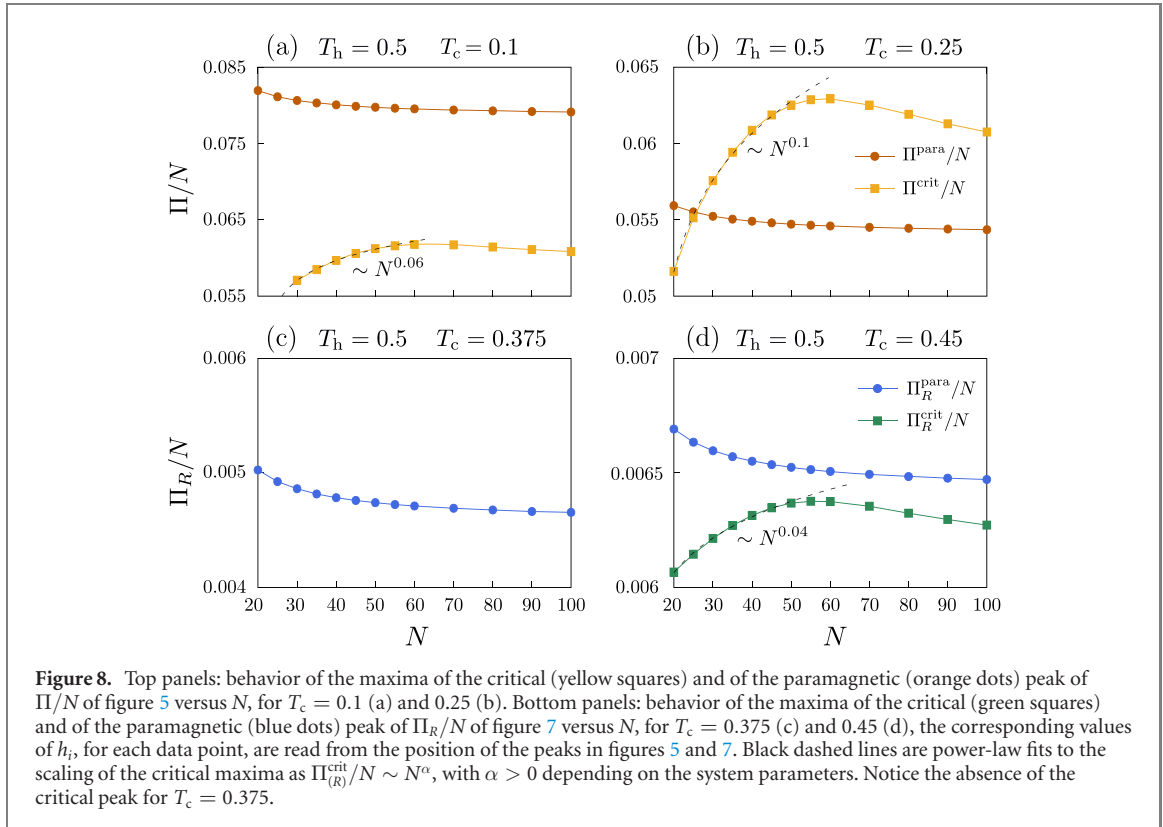 (a) T_h = 0.5 T_c = 0.1
(b) T_h = 0.5 T_c = 0.25
0.085
0.075
0.065
0.055
Π/N
∼ N^{0.06}
0.065
0.06
0.055
0.05
∼ N^{0.1}
Π^{para}/N
Π^{crit}/N
(c) T_h = 0.5 T_c = 0.375
(d) T_h = 0.5 T_c = 0.45
0.006
0.005
0.004
Π_R/N
20 30 40 50 60 70 80 90 100
N
0.007
0.0065
0.006
Π_R^{para}/N
Π_R^{crit}/N
∼ N^{0.04}
20 30 40 50 60 70 80 90 100
N
Figure 8. Top panels: behavior of the maxima of the critical (yellow squares) and of the paramagnetic (orange dots) peak of
Π/N of figure 5 versus N, for T_c = 0.1 (a) and 0.25 (b). Bottom panels: behavior of the maxima of the critical (green squares)
and of the paramagnetic (blue dots) peak of Π_R/N of figure 7 versus N, for T_c = 0.375 (c) and 0.45 (d), the corresponding values
of h_i, for each data point, are read from the position of the peaks in figures 5 and 7. Black dashed lines are power-law fits to the
scaling of the critical maxima as Π_{(R)}^{crit}/N ∼ N^α, with α > 0 depending on the system parameters. Notice the absence of the
critical peak for T_c = 0.375.